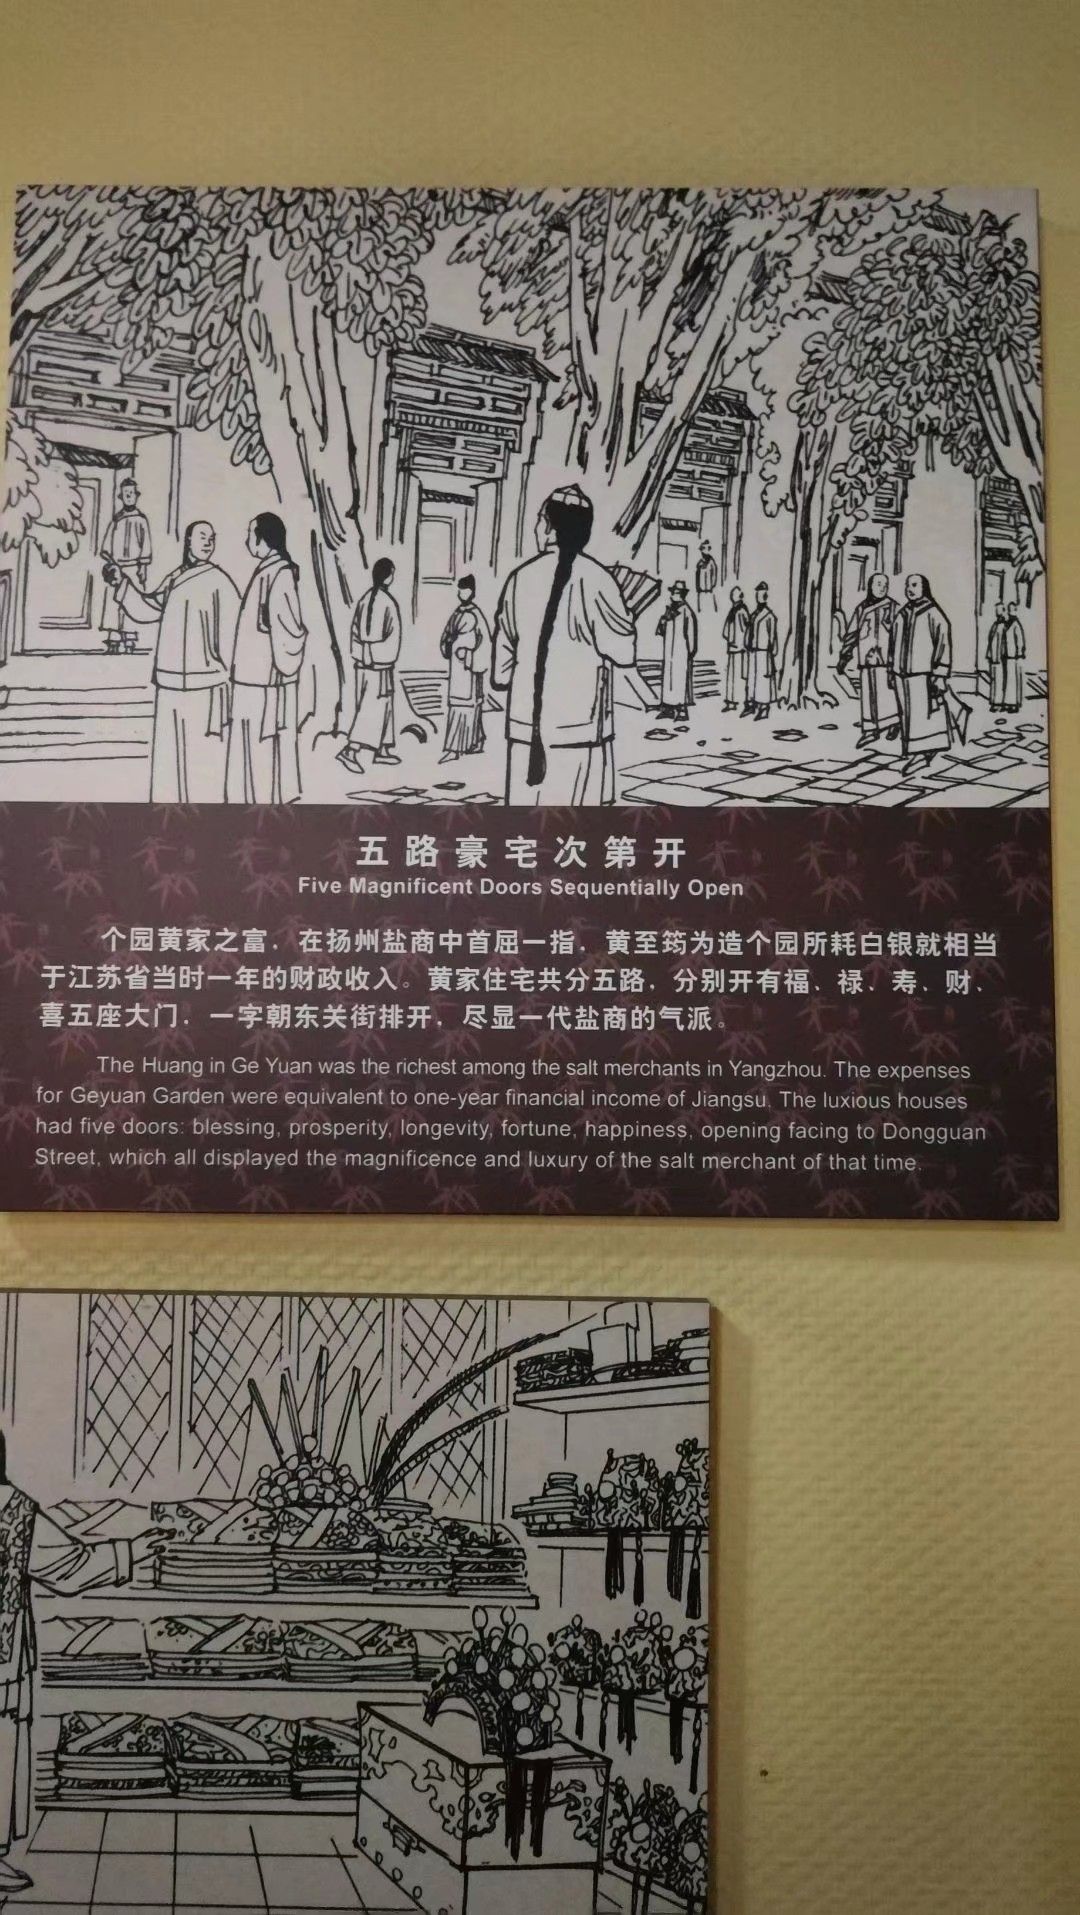 五路豪宅次第开
Five Magnificent Doors Sequentially Open
个园黄家之富，在扬州盐商中首屈一指，黄至筠为造个园所耗白银就相当
于江苏省当时一年的财政收入。黄家住宅共分五路，分别开有福、禄、寿、财、
喜五座大门，一字朝东关街排开，尽显一代盐商的气派。
The Huang in Ge Yuan was the richest among the salt merchants in Yangzhou. The expenses
for Geyuan Garden were equivalent to one-year financial income of Jiangsu. The luxious houses
had five doors: blessing, prosperity, longevity, fortune, happiness, opening facing to Dongguan
Street, which all displayed the magnificence and luxury of the salt merchant of that time.